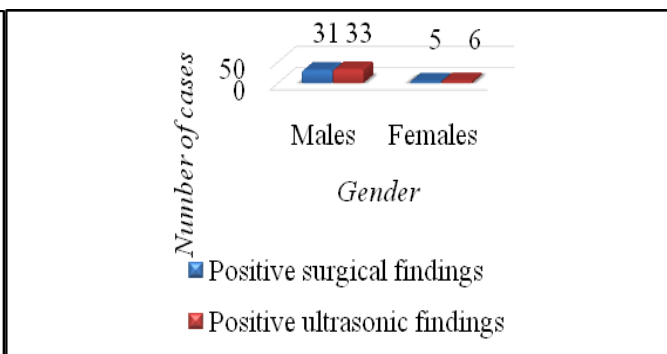 31 33 5 6
50
0
Number of cases
Males Females
Gender
Positive surgical findings
Positive ultrasonic findings